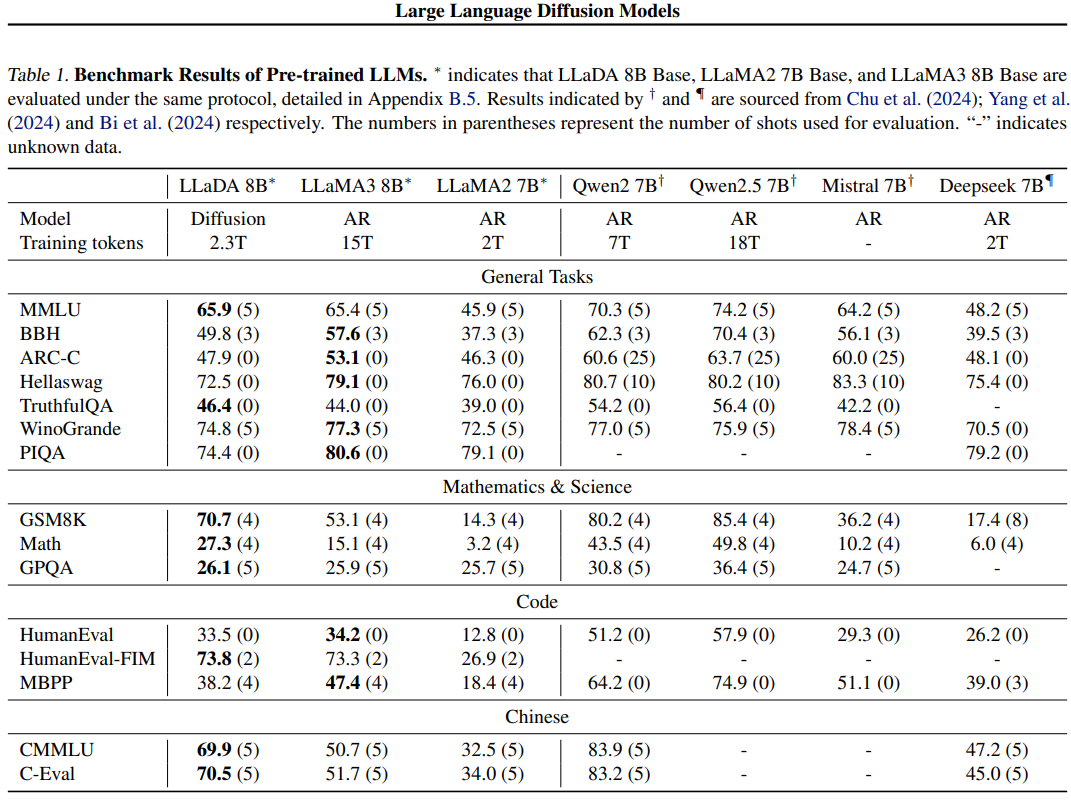 Large Language Diffusion Models
Table 1. Benchmark Results of Pre-trained LLMs. * indicates that LLaDA 8B Base, LLaMA2 7B Base, and LLaMA3 8B Base are
evaluated under the same protocol, detailed in Appendix B.5. Results indicated by † and ¶ are sourced from Chu et al. (2024); Yang et al.
(2024) and Bi et al. (2024) respectively. The numbers in parentheses represent the number of shots used for evaluation. “-” indicates
unknown data.
LLaDA 8B* LLaMA3 8B* LLaMA2 7B* Qwen2 7B† Qwen2.5 7B† Mistral 7B† Deepseek 7B¶
Model Diffusion AR AR AR AR AR AR
Training tokens 2.3T 15T 2T 7T 18T - 2T
General Tasks
MMLU 65.9 (5) 65.4 (5) 45.9 (5) 70.3 (5) 74.2 (5) 64.2 (5) 48.2 (5)
BBH 49.8 (3) 57.6 (3) 37.3 (3) 62.3 (3) 70.4 (3) 56.1 (3) 39.5 (3)
ARC-C 47.9 (0) 53.1 (0) 46.3 (0) 60.6 (25) 63.7 (25) 60.0 (25) 48.1 (0)
Hellaswag 72.5 (0) 79.1 (0) 76.0 (0) 80.7 (10) 80.2 (10) 83.3 (10) 75.4 (0)
TruthfulQA 46.4 (0) 44.0 (0) 39.0 (0) 54.2 (0) 56.4 (0) 42.2 (0) -
WinoGrande 74.8 (5) 77.3 (5) 72.5 (5) 77.0 (5) 75.9 (5) 78.4 (5) 70.5 (0)
PIQA 74.4 (0) 80.6 (0) 79.1 (0) - - - 79.2 (0)
Mathematics & Science
GSM8K 70.7 (4) 53.1 (4) 14.3 (4) 80.2 (4) 85.4 (4) 36.2 (4) 17.4 (8)
Math 27.3 (4) 15.1 (4) 3.2 (4) 43.5 (4) 49.8 (4) 10.2 (4) 6.0 (4)
GPQA 26.1 (5) 25.9 (5) 25.7 (5) 30.8 (5) 36.4 (5) 24.7 (5) -
Code
HumanEval 33.5 (0) 34.2 (0) 12.8 (0) 51.2 (0) 57.9 (0) 29.3 (0) 26.2 (0)
HumanEval-FIM 73.8 (2) 73.3 (2) 26.9 (2) - - - -
MBPP 38.2 (4) 47.4 (4) 18.4 (4) 64.2 (0) 74.9 (0) 51.1 (0) 39.0 (3)
Chinese
CMMLU 69.9 (5) 50.7 (5) 32.5 (5) 83.9 (5) - - 47.2 (5)
C-Eval 70.5 (5) 51.7 (5) 34.0 (5) 83.2 (5) - - 45.0 (5)